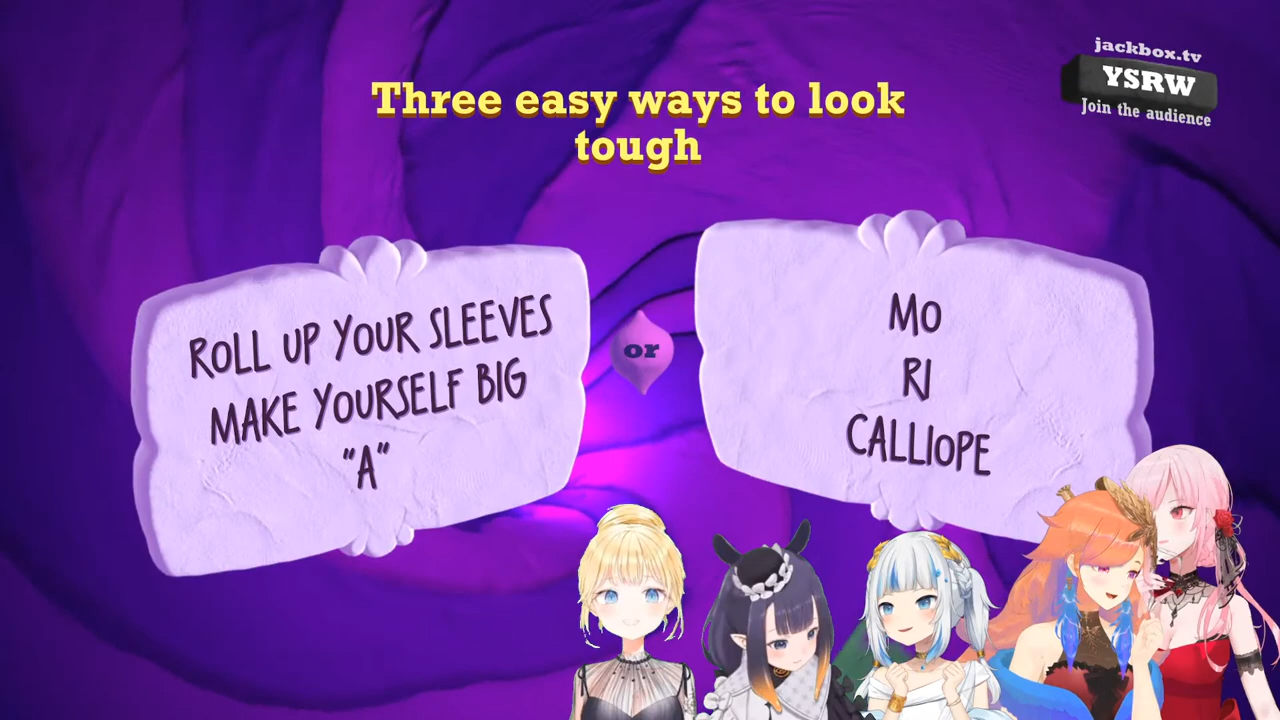 jackbox.tv
YSRW
Join the audience
Three easy ways to look
tough
ROLL UP YOUR SLEEVES
MAKE YOURSELF BIG
"A"
or
MO
RI
CALLIOPE